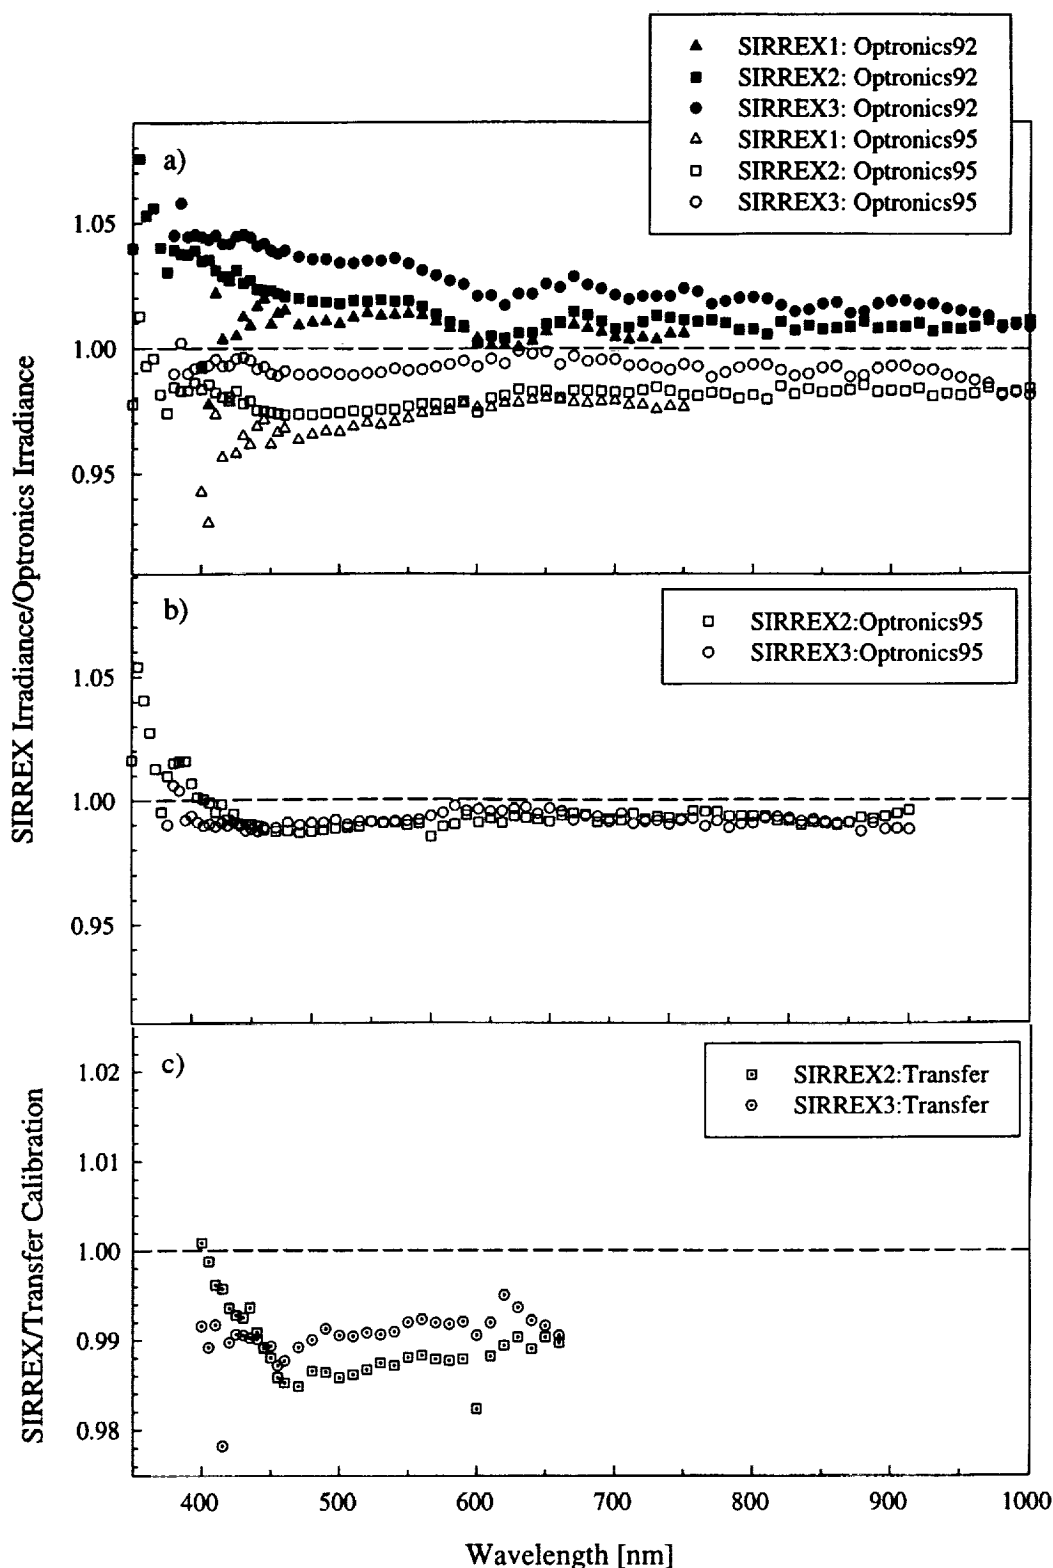 SIRREX1: Optronics92
SIRREX2: Optronics92
SIRREX3: Optronics92
SIRREX1: Optronics95
SIRREX2: Optronics95
SIRREX3: Optronics95
a)
1.05
1.00
0.95
SIRREX Irradiance/Optronics Irradiance
b)
SIRREX2:Optronics95
SIRREX3:Optronics95
1.05
1.00
0.95
c)
SIRREX2:Transfer
SIRREX3:Transfer
1.02
1.01
1.00
0.99
0.98
SIRREX/Transfer Calibration
400 500 600 700 800 900 1000
Wavelength [nm]